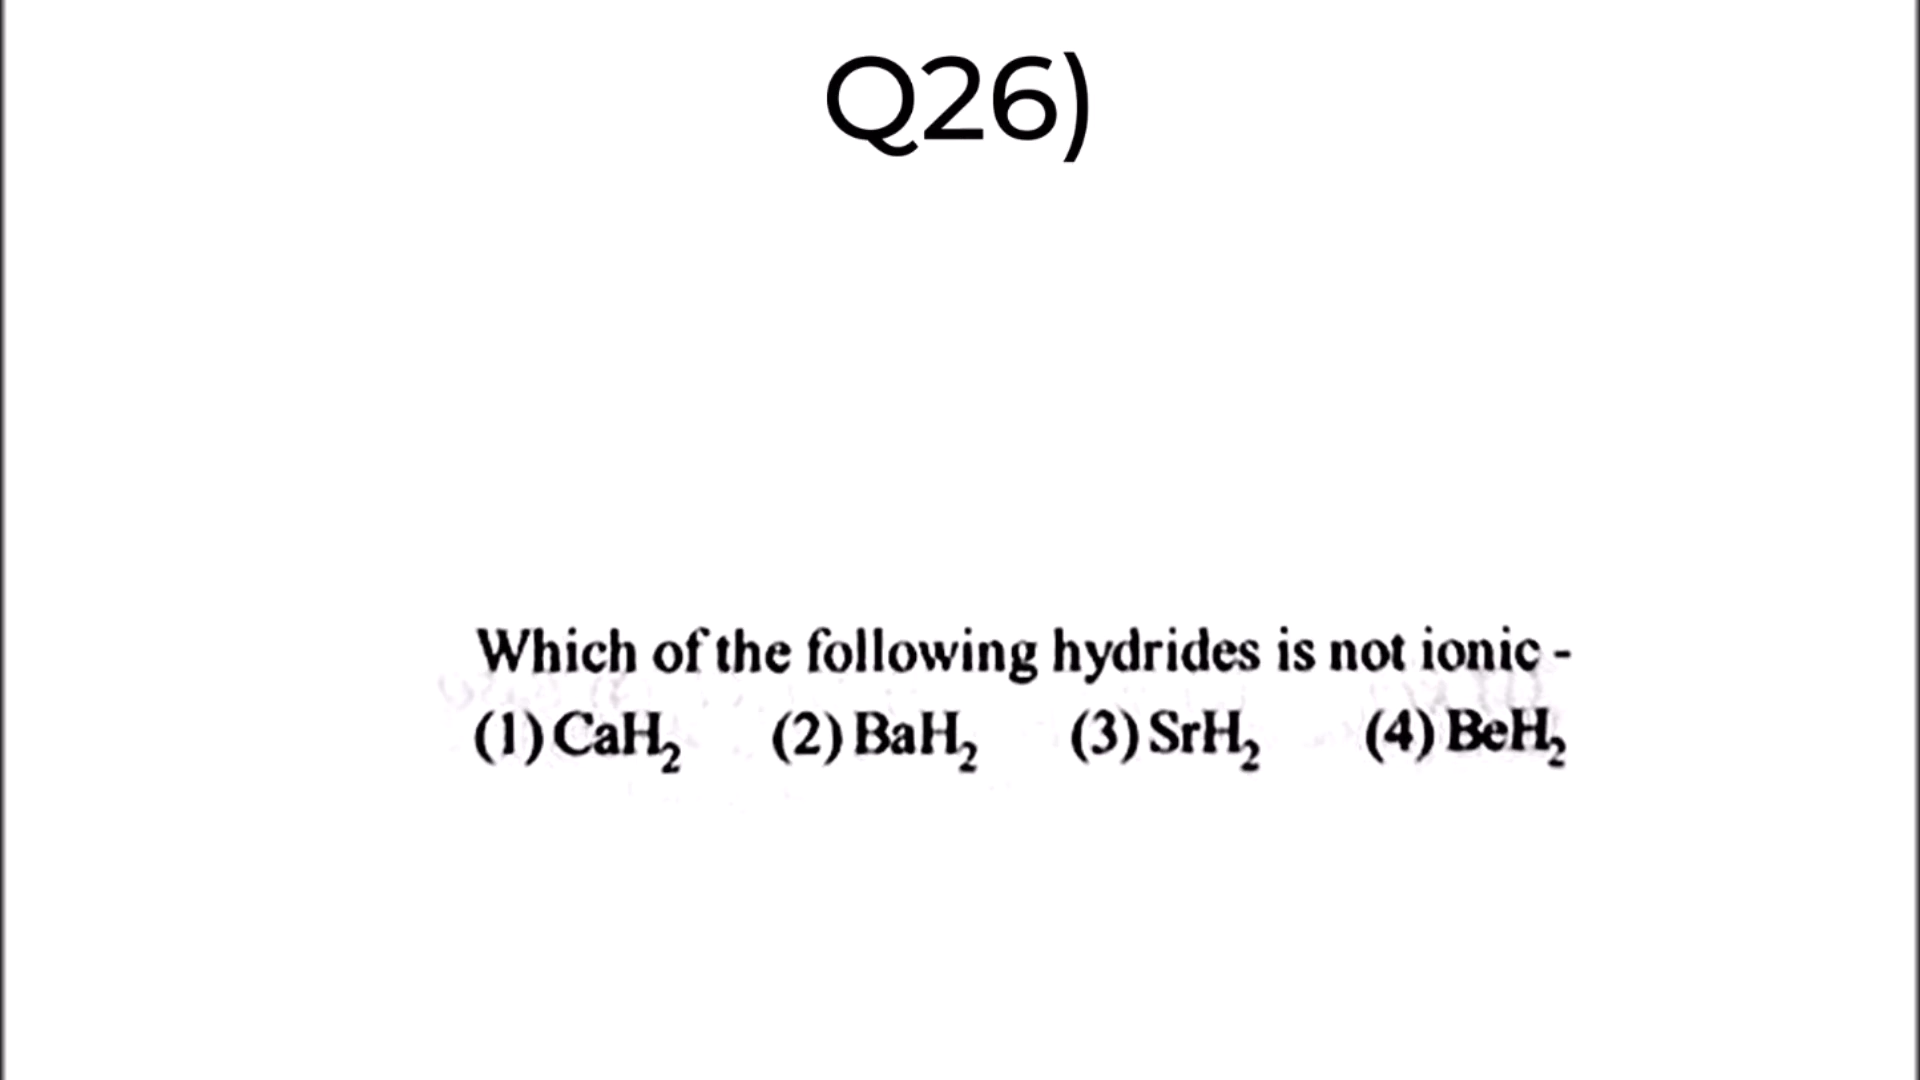 Q26)
Which of the following hydrides is not ionic -
(1) CaH₂ (2) BaH₂ (3) SrH₂ (4) BeH₂